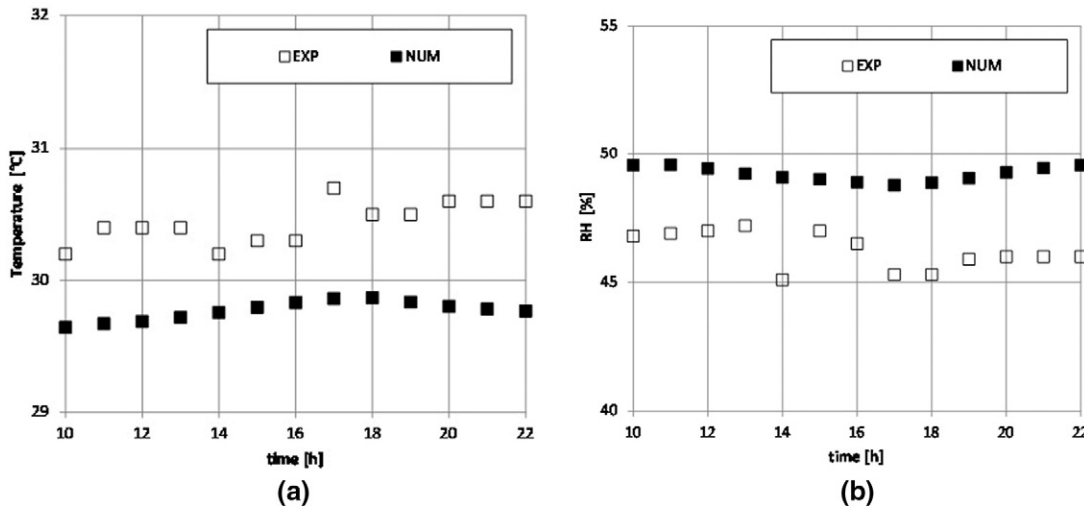 32
31
30
29
Temperature [°C]
EXP NUM
10 12 14 16 18 20 22
time [h]
(a)
55
50
45
40
RH [%]
EXP NUM
10 12 14 16 18 20 22
time [h]
(b)